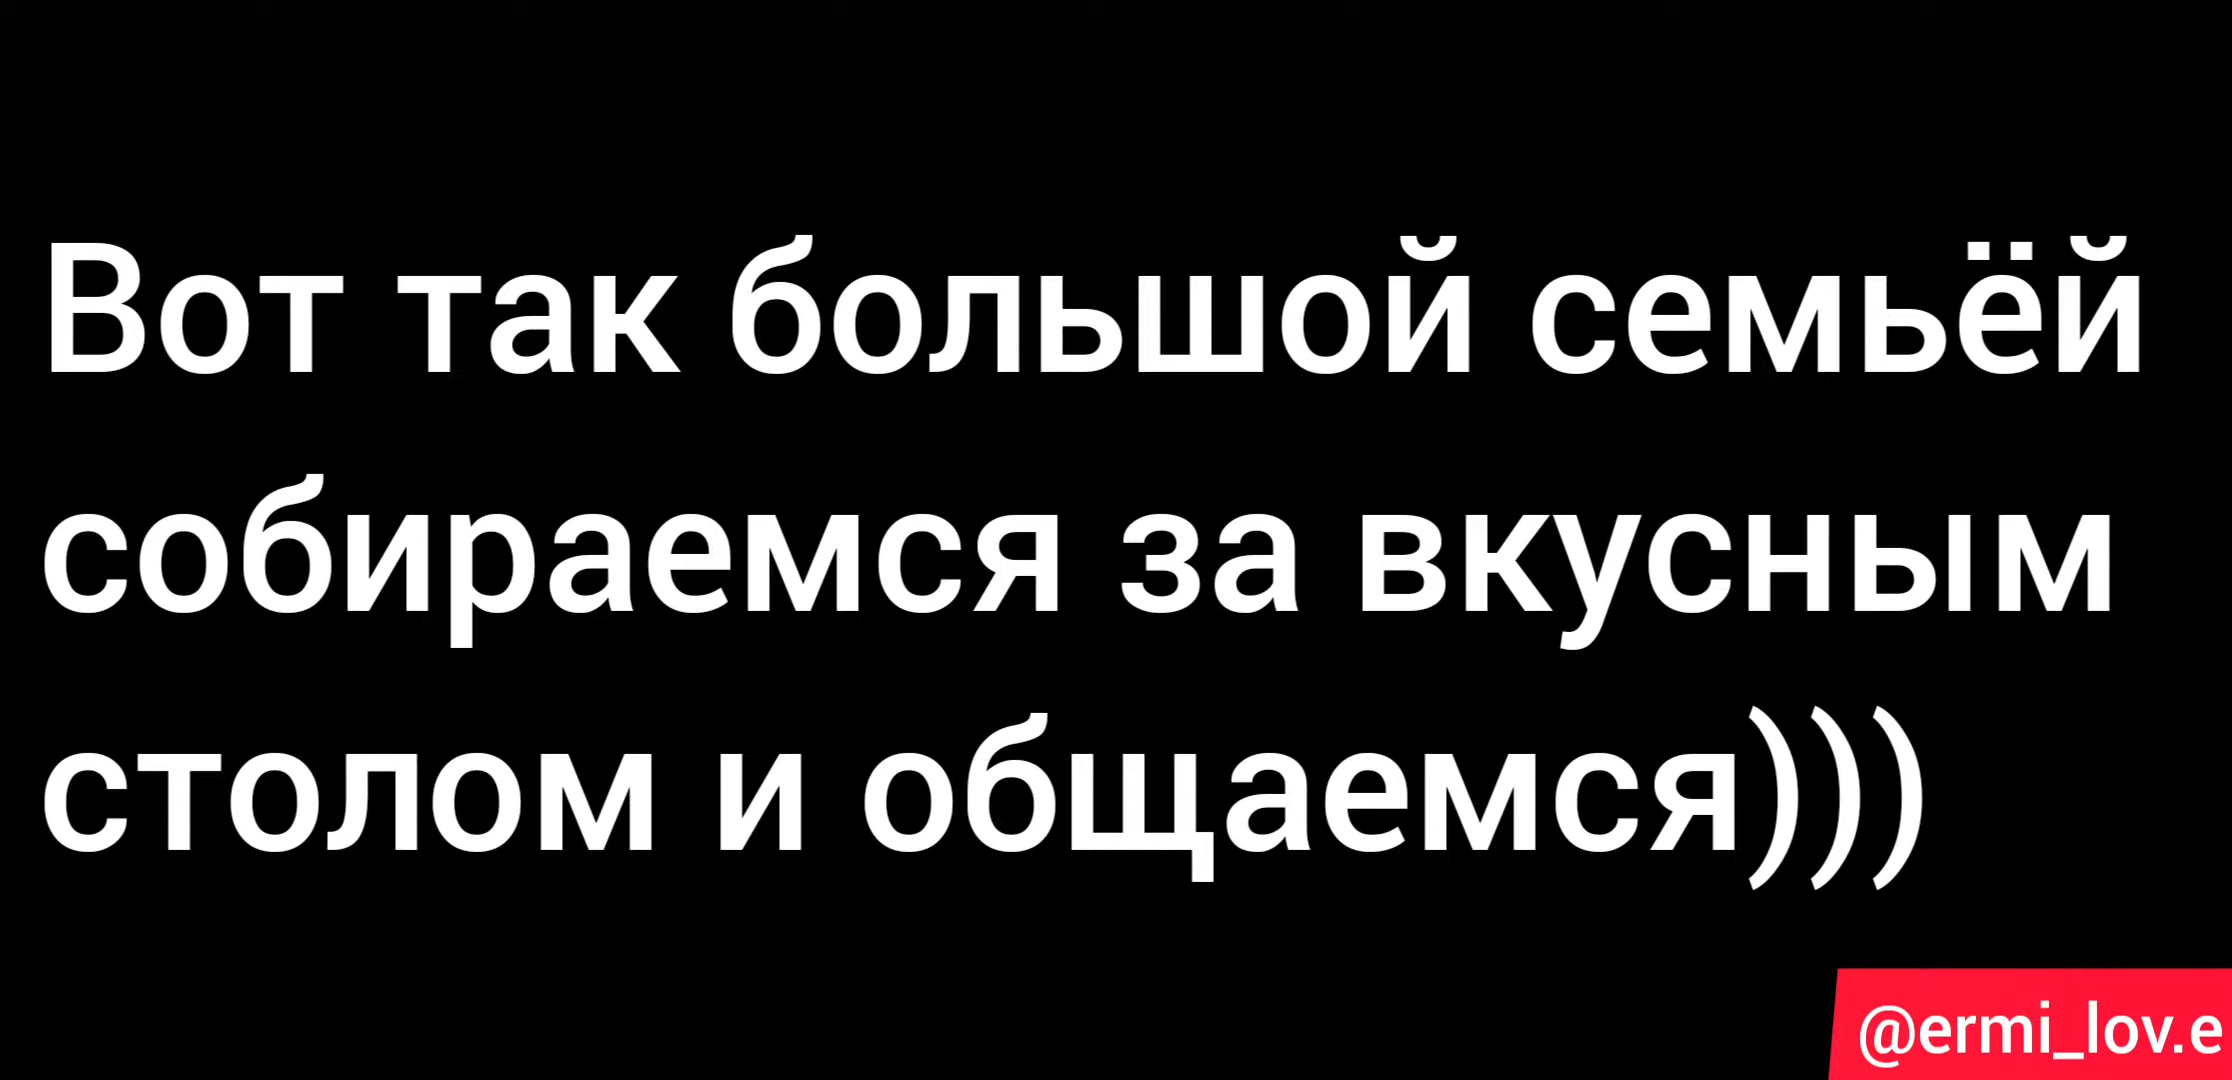 Вот так большой семьёй
собираемся за вкусным
столом и общаемся)))
@ermi_lov.e